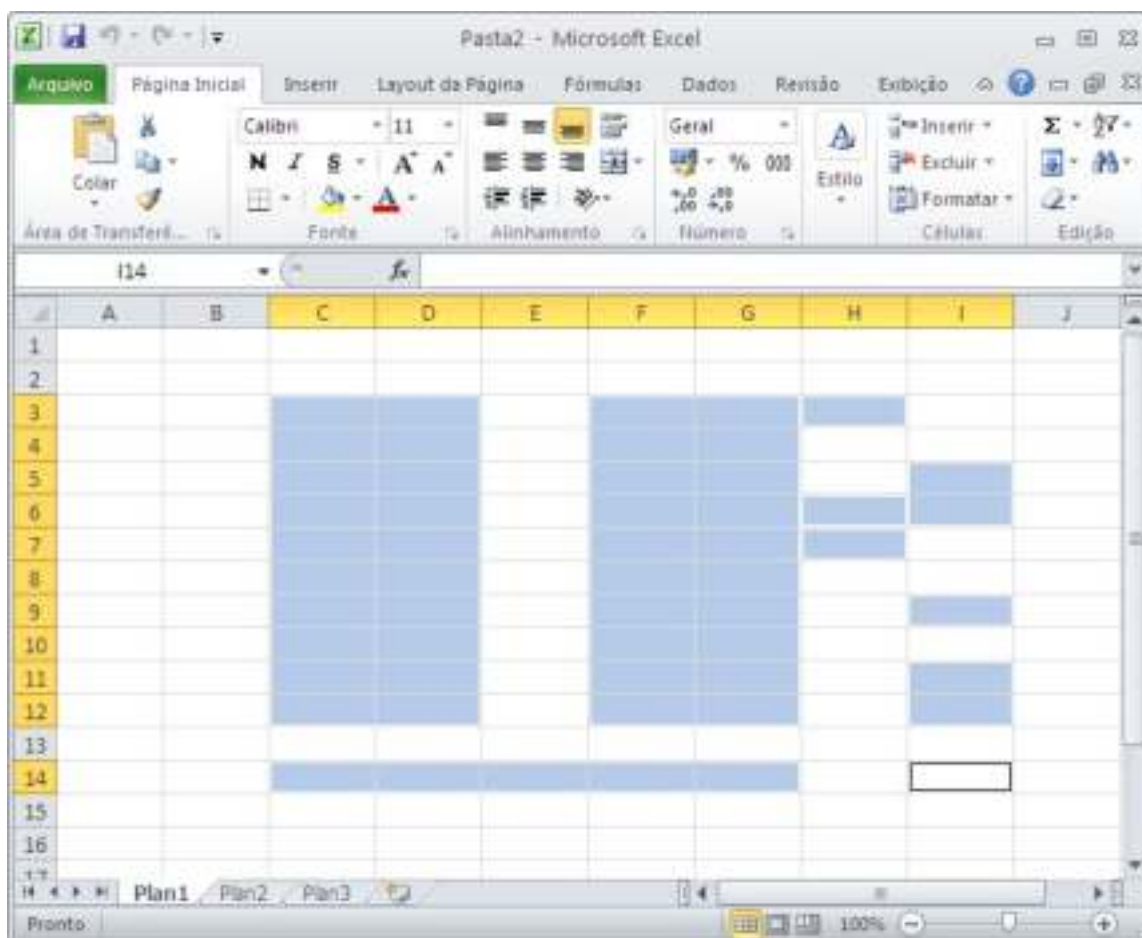 Pasta2 - Microsoft Excel
Arquivo Página Inicial Inserir Layout da Página Fórmulas Dados Revisão Exibição
Calibri 11 Geral Inserir
Colar N I S A A % 000 Estilo Excluir
A Formatar
Área de Transferê... Fonte Alinhamento Número Células Edição
I14 fx
A B C D E F G H I J
1
2
3
4
5
6
7
8
9
10
11
12
13
14
15
16
17
Plan1 Plan2 Plan3
Pronto 100%